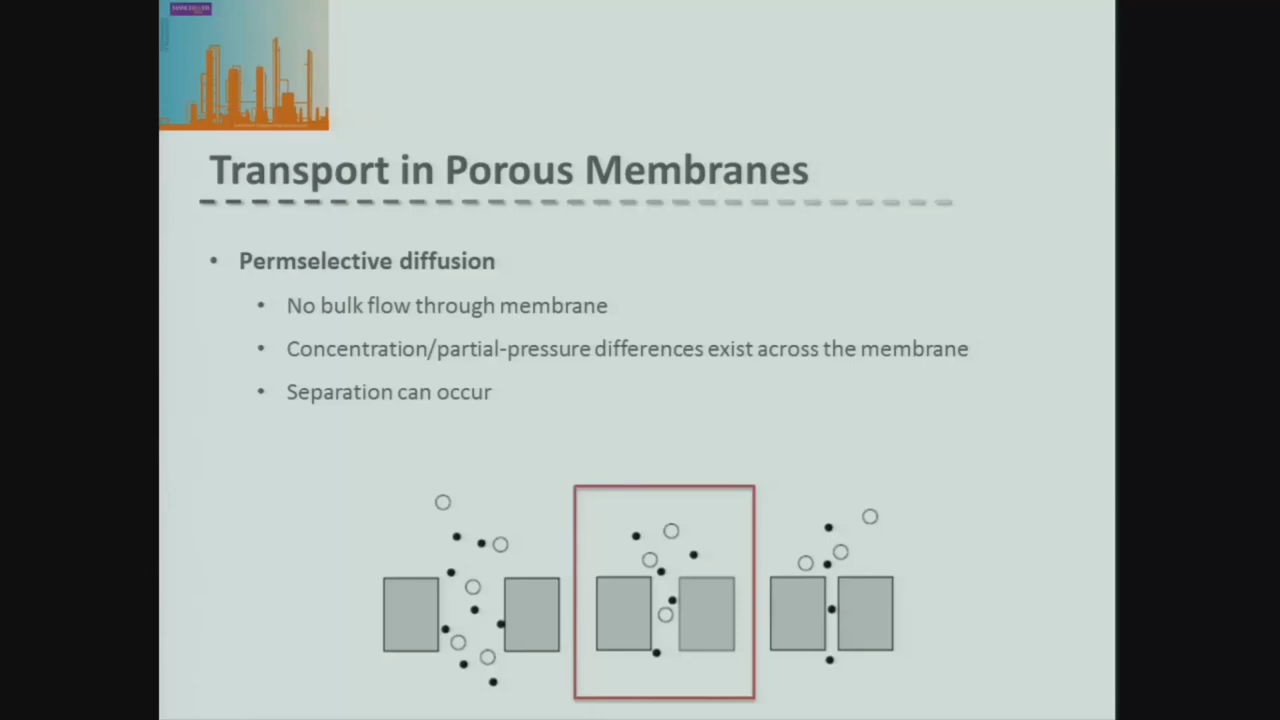 Transport in Porous Membranes
• Permselective diffusion
• No bulk flow through membrane
• Concentration/partial-pressure differences exist across the membrane
• Separation can occur